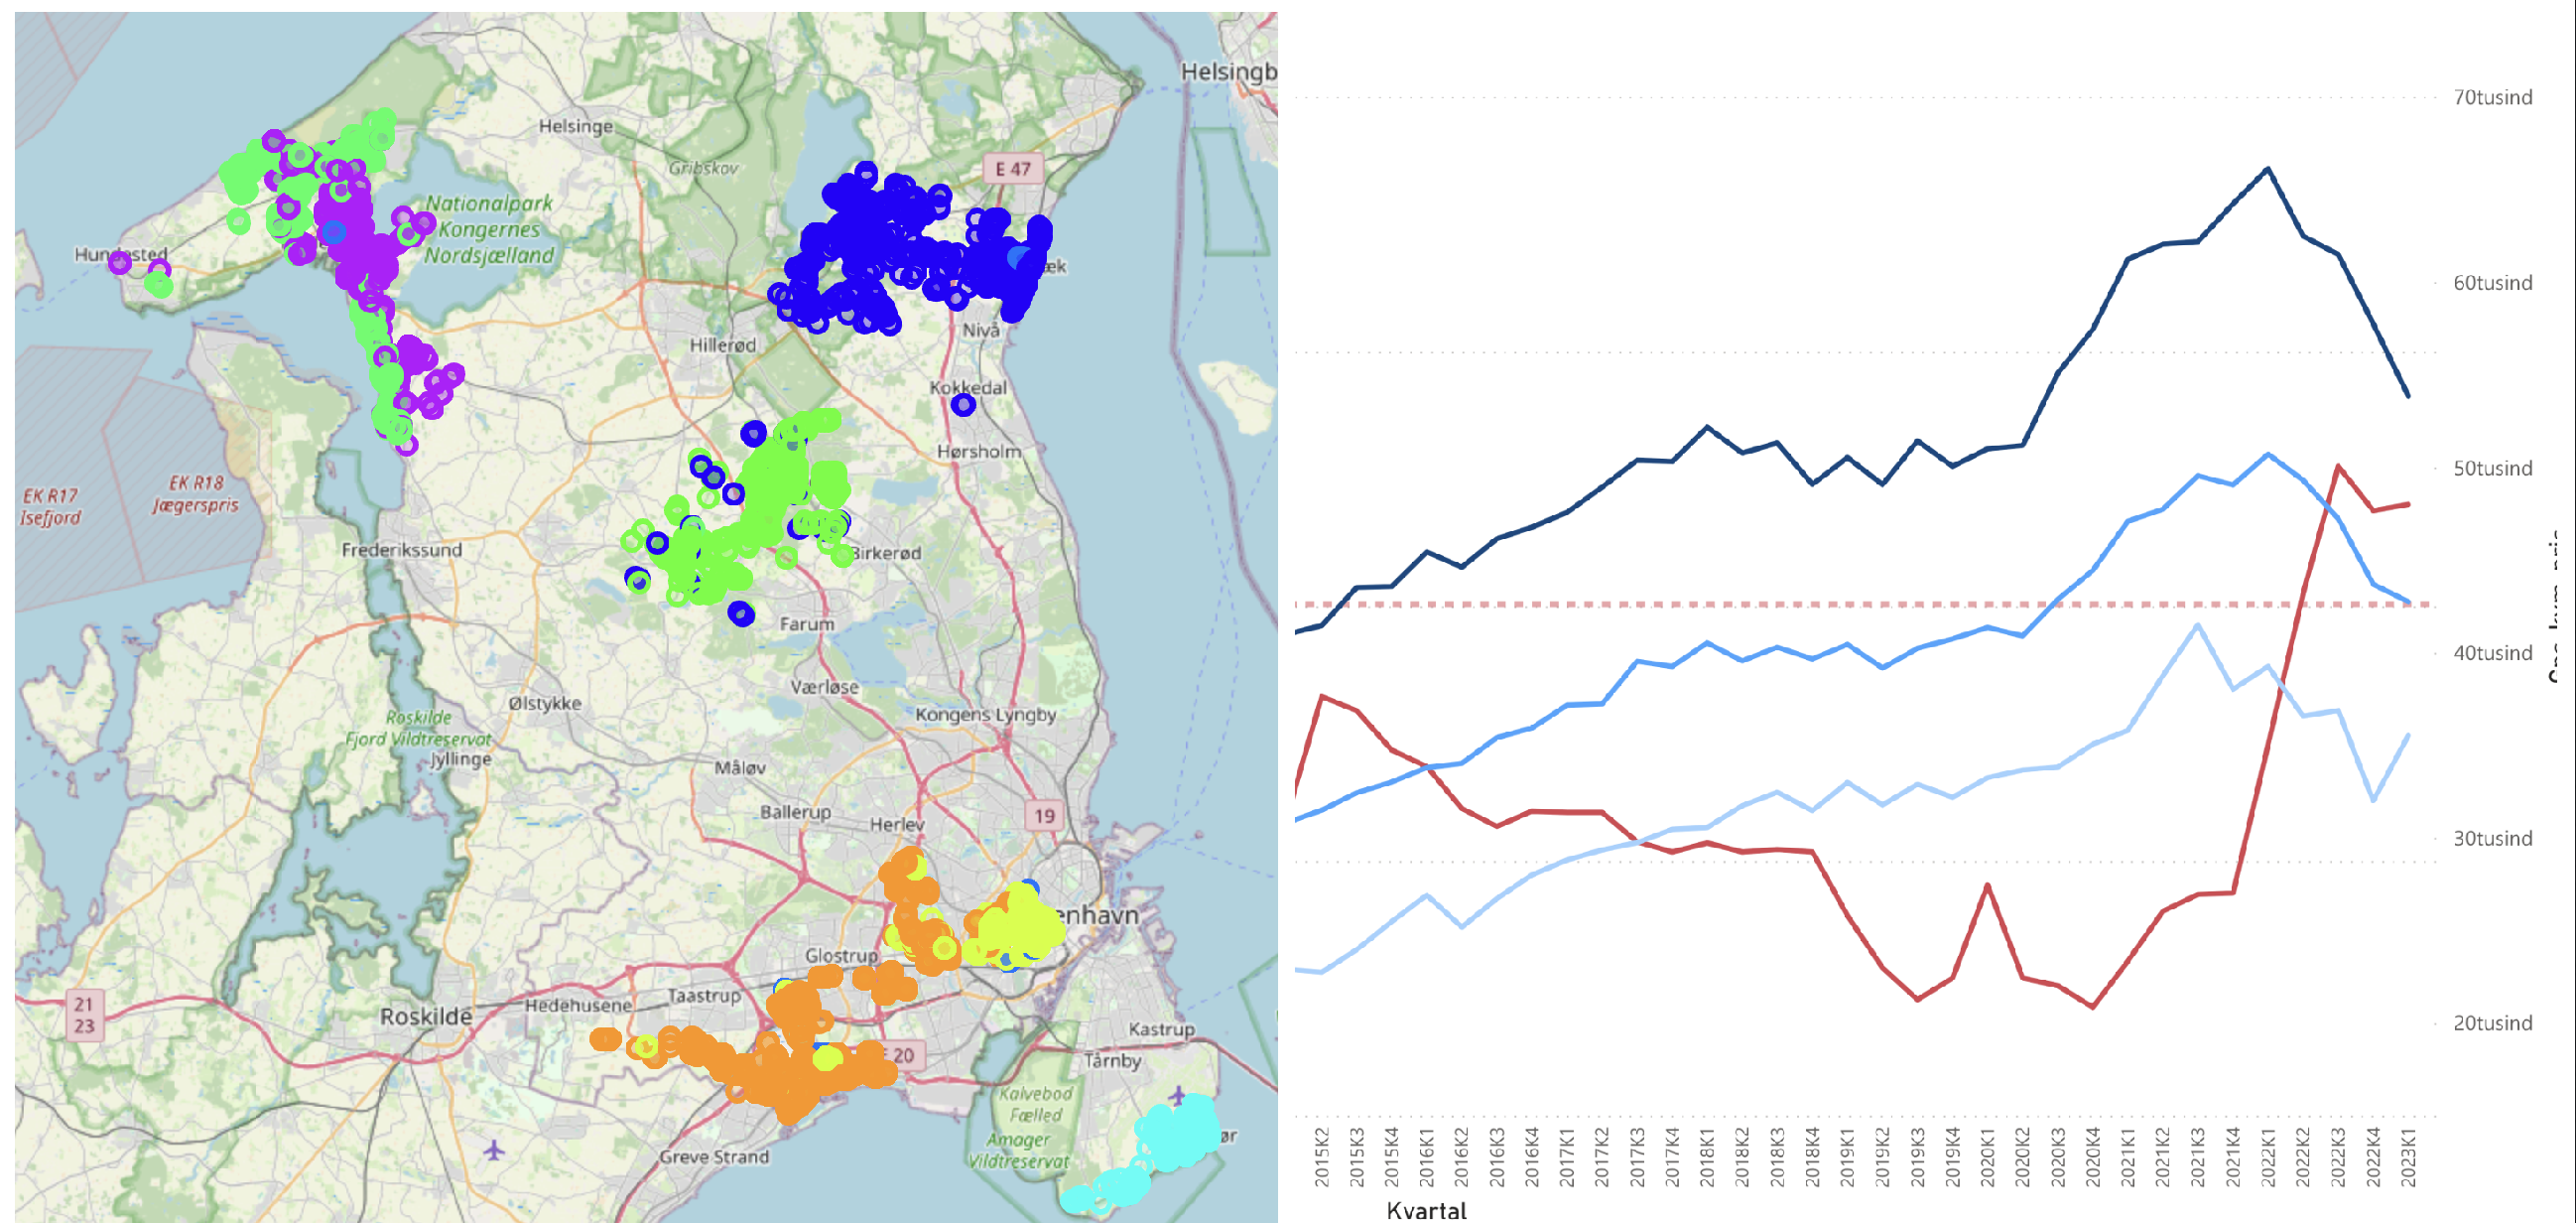 Helsingb
Helsinge
E 47
Gribskov
Nationalpark
Kongernes
Nordsjælland
Hundested
æk
Nivå
Hillerød
Kokkedal
Hørsholm
EK R17
Isefjord
EK R18
Jægerspris
Frederikssund
Birkerød
Farum
Værløse
Ølstykke
Kongens Lyngby
Roskilde
Fjord Vildtreservat
Jyllinge
Måløv
Ballerup
Herlev
19
enhavn
Glostrup
Taastrup
Hedehusene
21
23
Roskilde
E 20
Kastrup
Tårnby
Kalvebod
Fælled
Amager
Vildtreservat
ør
Greve Strand
70tusind
60tusind
50tusind
40tusind
30tusind
20tusind
2015K2
2015K3
2015K4
2016K1
2016K2
2016K3
2016K4
2017K1
2017K2
2017K3
2017K4
2018K1
2018K2
2018K3
2018K4
2019K1
2019K2
2019K3
2019K4
2020K1
2020K2
2020K3
2020K4
2021K1
2021K2
2021K3
2021K4
2022K1
2022K2
2022K3
2022K4
2023K1
Kvartal